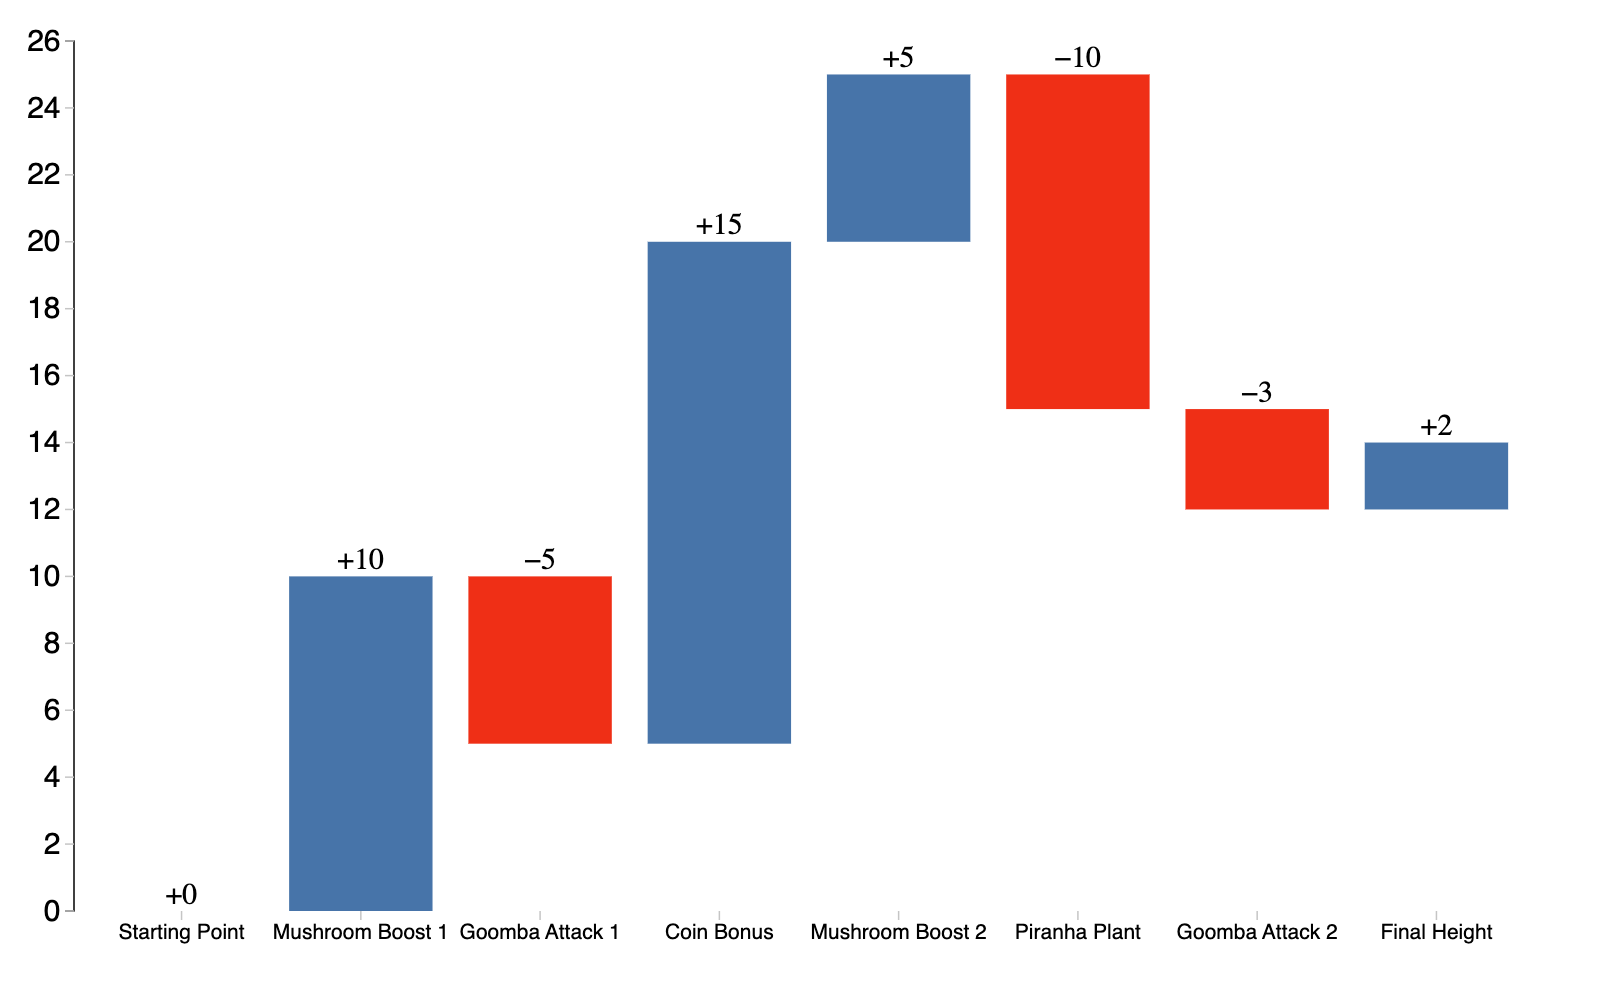 26
24
22
20
18
16
14
12
10
8
6
4
2
0
+0
+10
−5
+15
+5
−10
−3
+2
Starting Point
Mushroom Boost 1
Goomba Attack 1
Coin Bonus
Mushroom Boost 2
Piranha Plant
Goomba Attack 2
Final Height